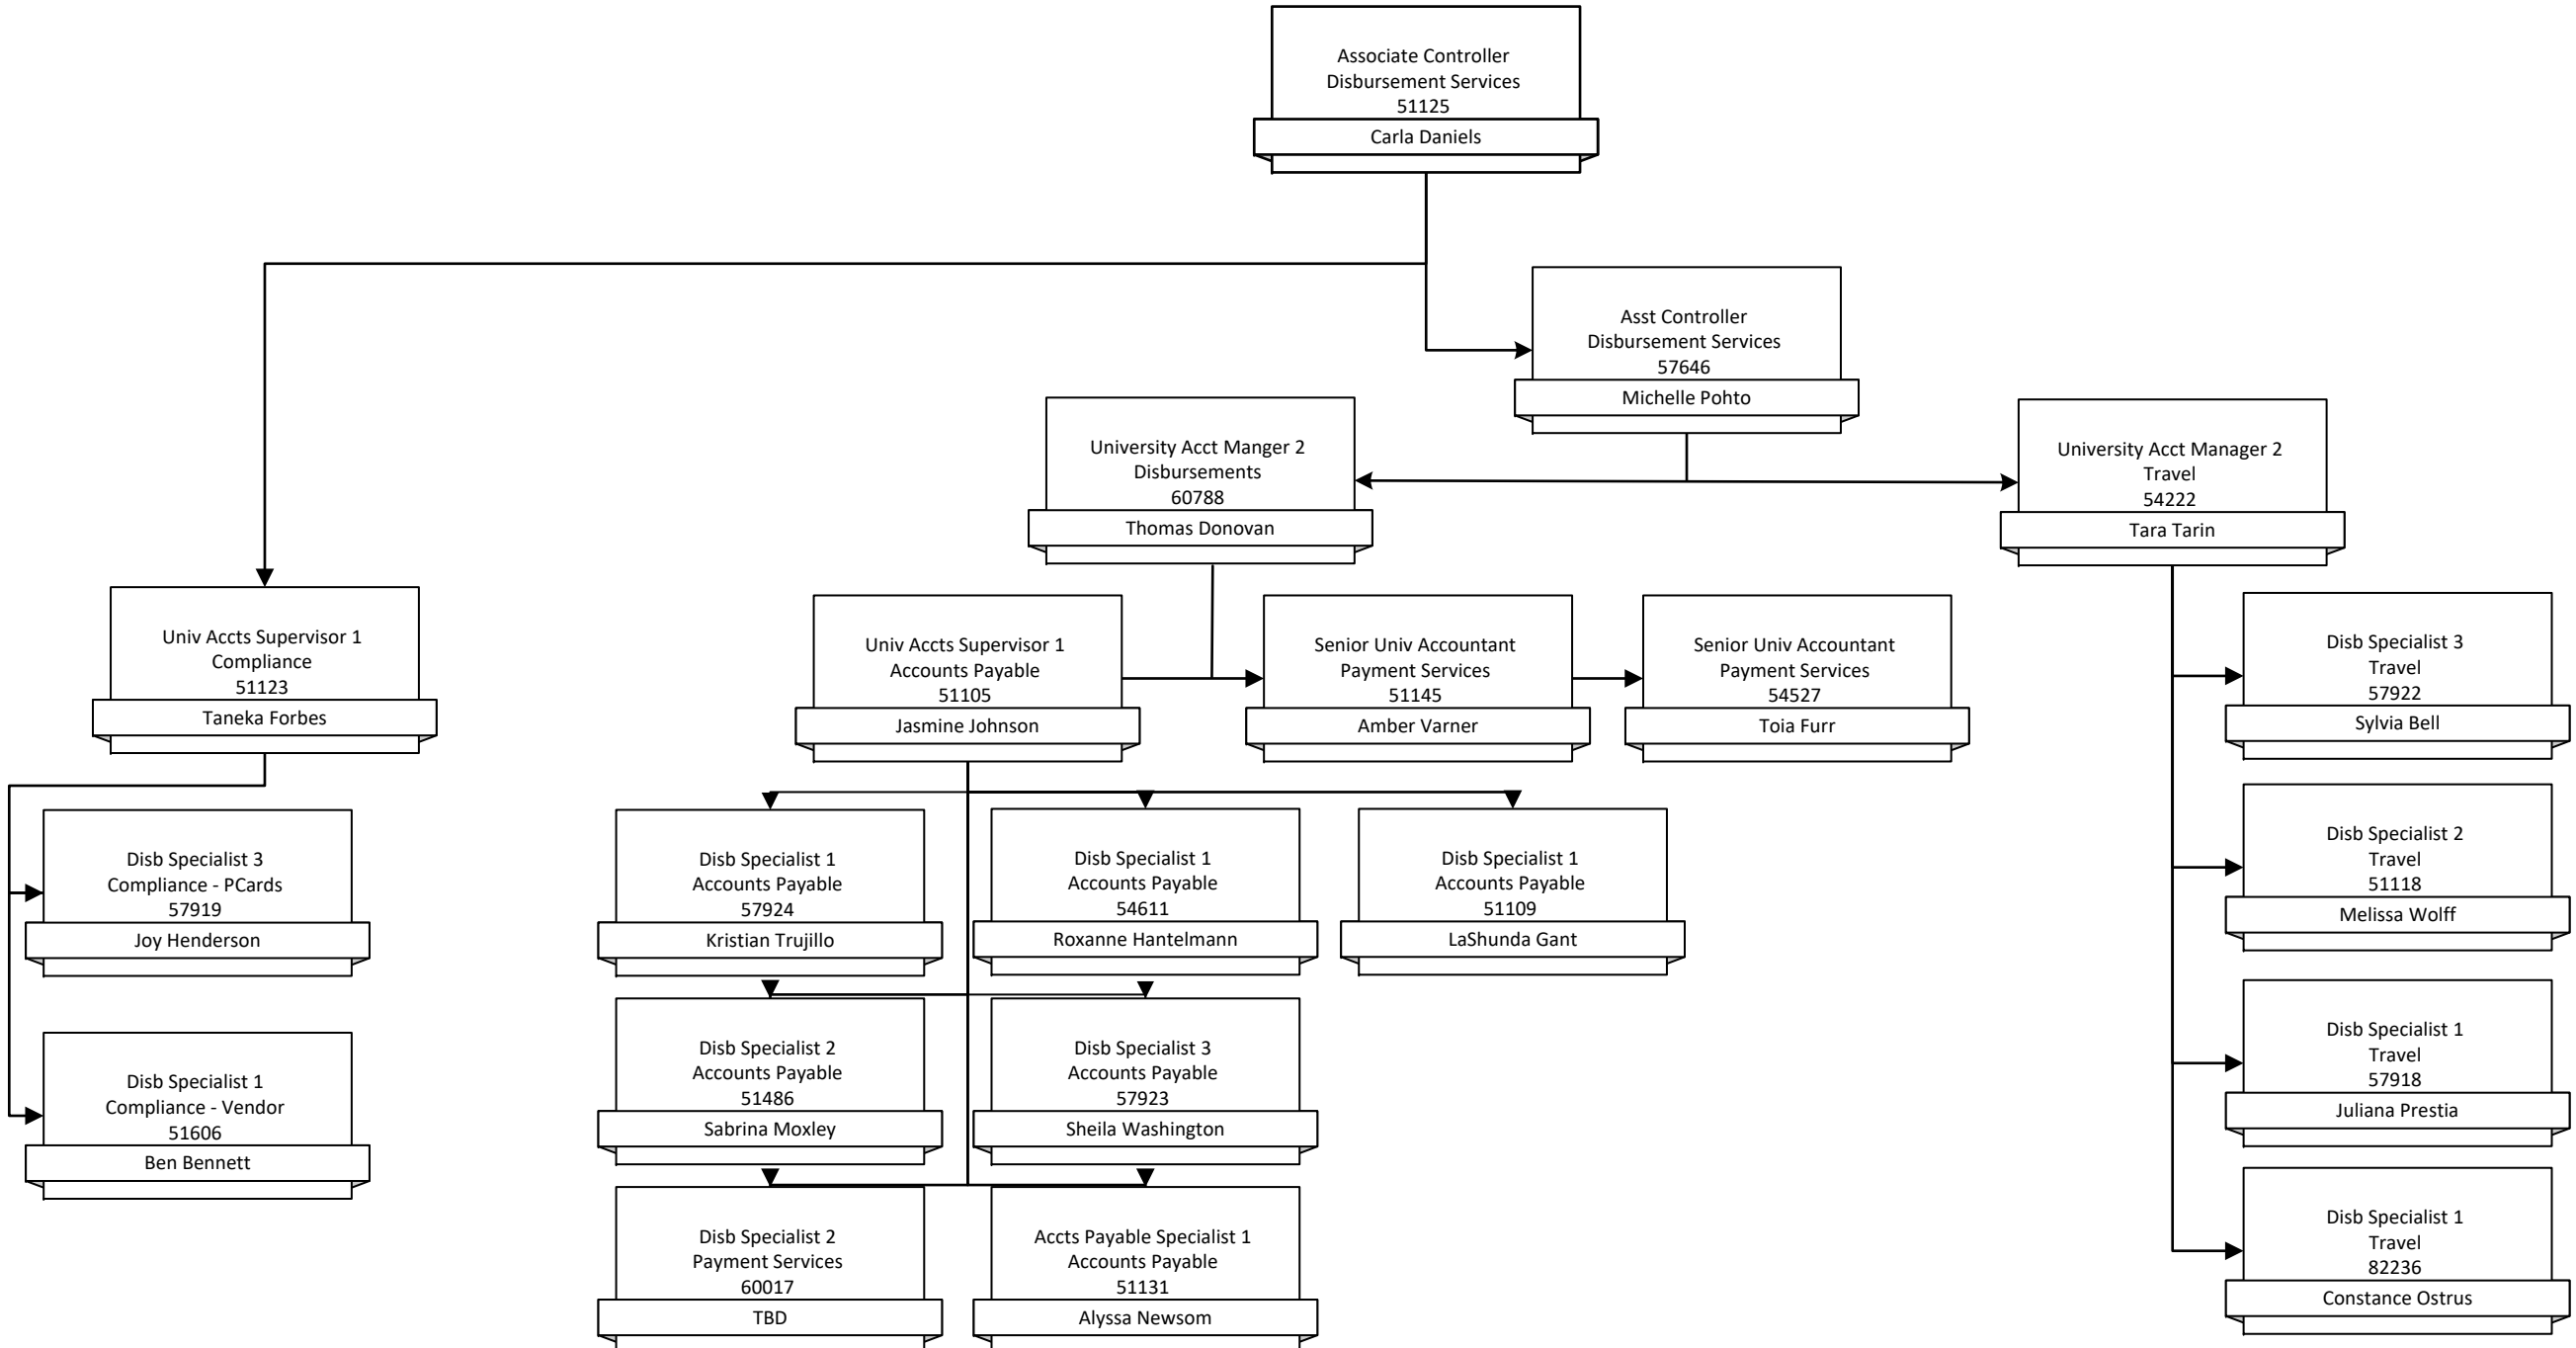 Associate Controller
Disbursement Services
51125
Carla Daniels
Asst Controller
Disbursement Services
57646
Michelle Pohto
University Acct Manger 2
Disbursements
60788
Thomas Donovan
University Acct Manager 2
Travel
54222
Tara Tarin
Univ Accts Supervisor 1
Compliance
51123
Taneka Forbes
Univ Accts Supervisor 1
Accounts Payable
51105
Jasmine Johnson
Senior Univ Accountant
Payment Services
51145
Amber Varner
Senior Univ Accountant
Payment Services
54527
Toia Furr
Disb Specialist 3
Travel
57922
Sylvia Bell
Disb Specialist 3
Compliance - PCards
57919
Joy Henderson
Disb Specialist 1
Accounts Payable
57924
Kristian Trujillo
Disb Specialist 1
Accounts Payable
54611
Roxanne Hantelmann
Disb Specialist 1
Accounts Payable
51109
LaShunda Gant
Disb Specialist 2
Travel
51118
Melissa Wolff
Disb Specialist 1
Compliance - Vendor
51606
Ben Bennett
Disb Specialist 2
Accounts Payable
51486
Sabrina Moxley
Disb Specialist 3
Accounts Payable
57923
Sheila Washington
Disb Specialist 1
Travel
57918
Juliana Prestia
Disb Specialist 2
Payment Services
60017
TBD
Accts Payable Specialist 1
Accounts Payable
51131
Alyssa Newsom
Disb Specialist 1
Travel
82236
Constance Ostrus